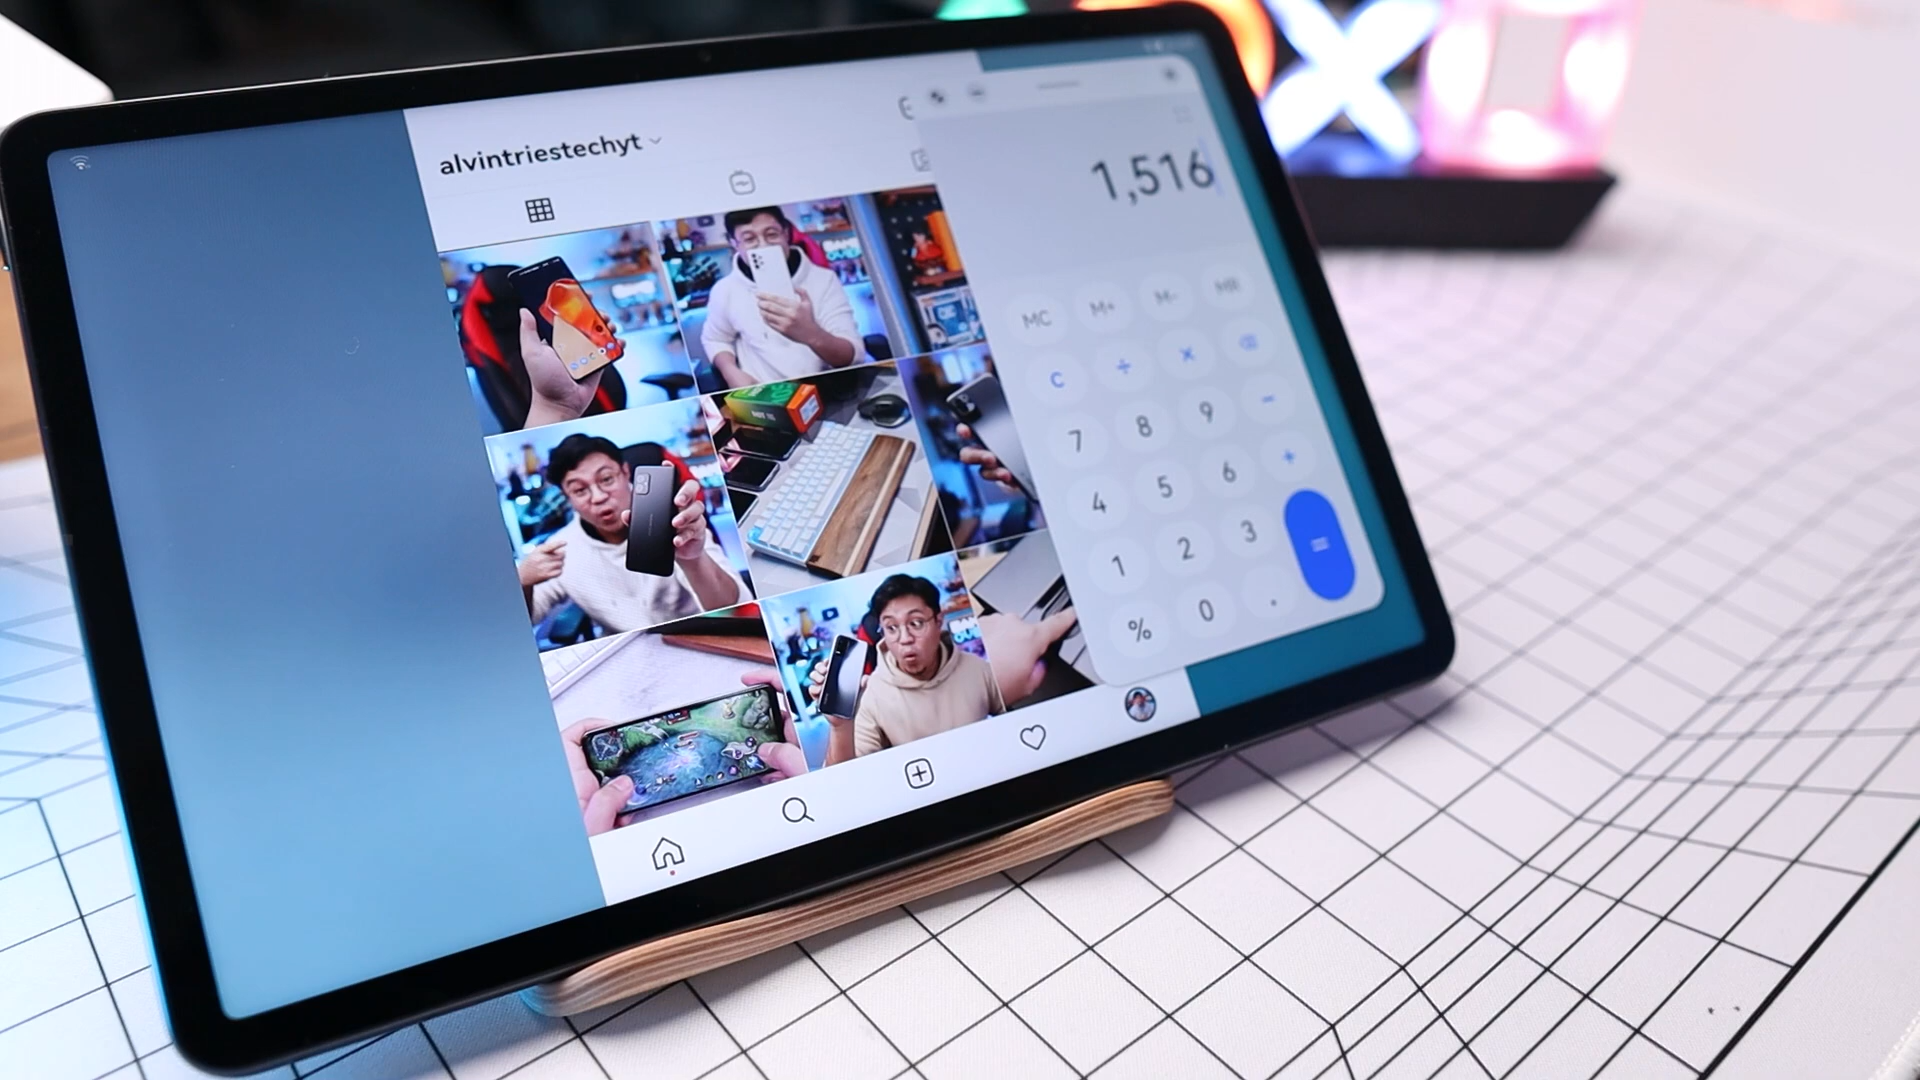 alvintriestechyt
1,516
MC M+ M- MR
C ÷ ×
7 8 9 -
4 5 6 +
1 2 3 =
% 0 .